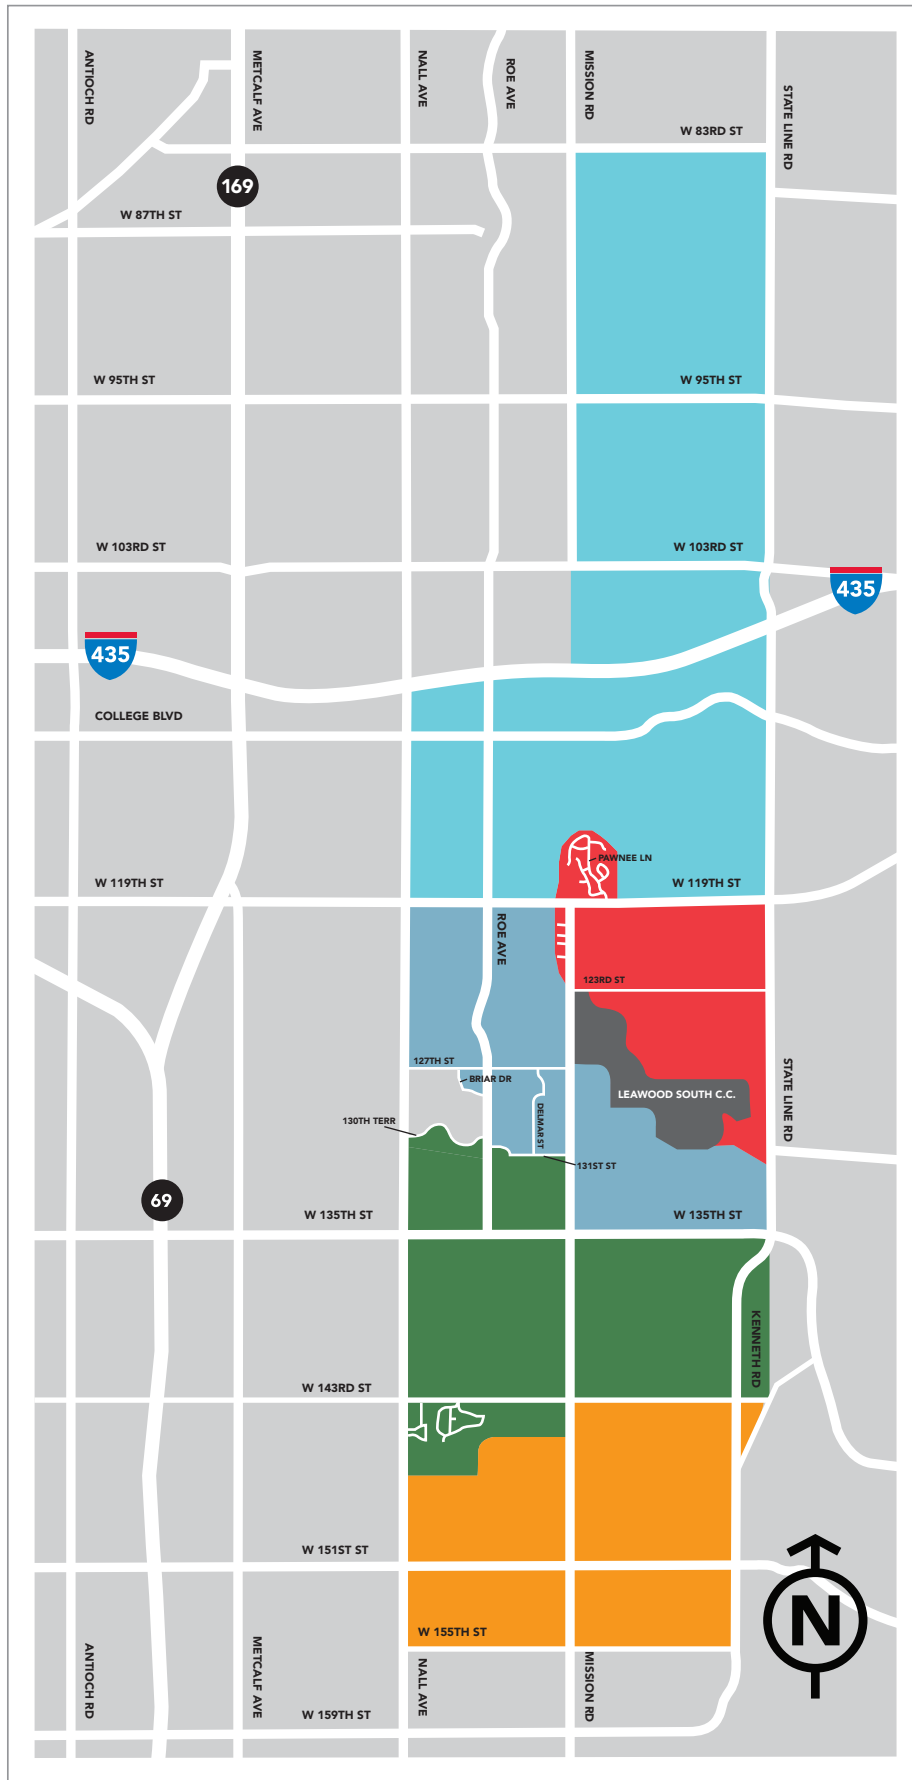 ANTIOCH RD
METCALF AVE
NALL AVE
ROE AVE
MISSION RD
STATE LINE RD
W 83RD ST
169
W 87TH ST
W 95TH ST
W 95TH ST
W 103RD ST
W 103RD ST
435
435
COLLEGE BLVD
PAWNEE LN
W 119TH ST
W 119TH ST
ROE AVE
123RD ST
127TH ST
BRIAR DR
LEAWOOD SOUTH C.C.
STATE LINE RD
DELMAR ST
130TH TERR
131ST ST
69
W 135TH ST
W 135TH ST
KENNETH RD
W 143RD ST
W 151ST ST
N
W 155TH ST
ANTIOCH RD
METCALF AVE
NALL AVE
MISSION RD
W 159TH ST